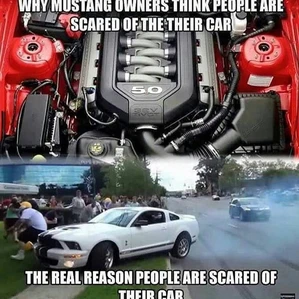 WHY MUSTANG OWNERS THINK PEOPLE ARE
SCARED OF THE THEIR CAR
5.0
THE REAL REASON PEOPLE ARE SCARED OF
THEIR CAR